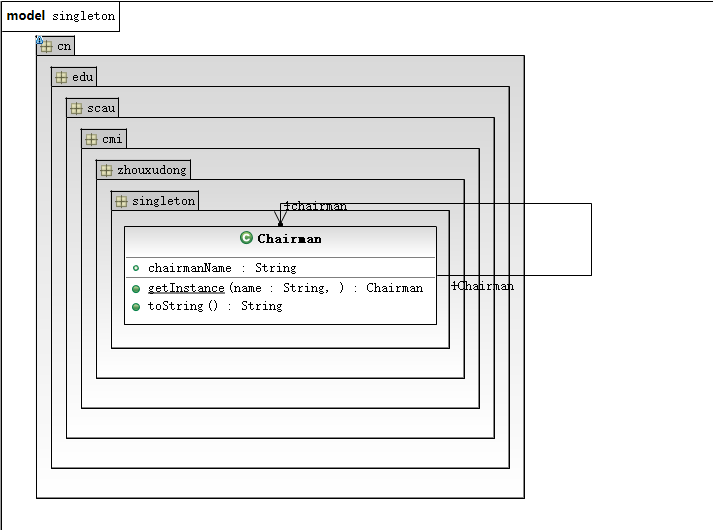 model singleton
cn
edu
scau
cmi
zhouxudong
singleton
+chairman
Chairman
chairmanName : String
getInstance(name : String, ) : Chairman
+Chairman
toString() : String